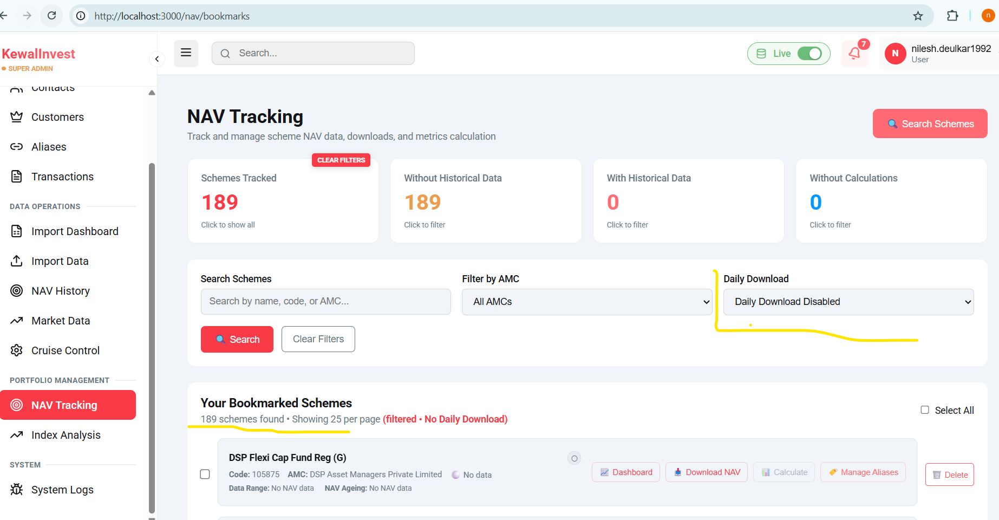 http://localhost:3000/nav/bookmarks
n
KewalInvest
SUPER ADMIN
Search...
Live
7
N
nilesh.deulkar1992
User
Contacts
Customers
Aliases
Transactions
DATA OPERATIONS
Import Dashboard
Import Data
NAV History
Market Data
Cruise Control
PORTFOLIO MANAGEMENT
NAV Tracking
Index Analysis
SYSTEM
System Logs
NAV Tracking
Track and manage scheme NAV data, downloads, and metrics calculation
Search Schemes
CLEAR FILTERS
Schemes Tracked
189
Click to show all
Without Historical Data
189
Click to filter
With Historical Data
0
Click to filter
Without Calculations
0
Click to filter
Search Schemes
Search by name, code, or AMC...
Filter by AMC
All AMCs
Daily Download
Daily Download Disabled
Search
Clear Filters
Your Bookmarked Schemes
189 schemes found • Showing 25 per page (filtered • No Daily Download)
Select All
DSP Flexi Cap Fund Reg (G)
Code: 105875 AMC: DSP Asset Managers Private Limited No data
Data Range: No NAV data NAV Ageing: No NAV data
Dashboard
Download NAV
Calculate
Manage Aliases
Delete